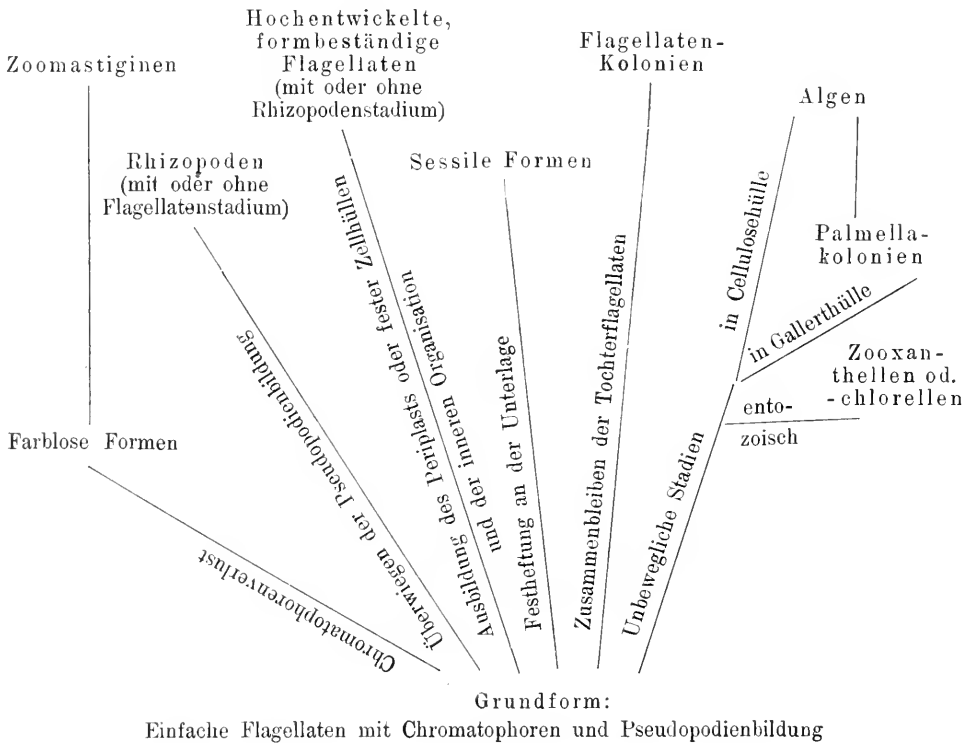 Zoomastiginen
Hochentwickelte,
formbeständige
Flagellaten
(mit oder ohne
Rhizopodenstadium)
Flagellaten-
Kolonien
Algen
Rhizopoden
(mit oder ohne
Flagellatenstadium)
Sessile Formen
Palmella-
kolonien
Zooxan-
thellen od.
-chlorellen
Farblose Formen
Chromatophorenverlust
Überwiegen der Pseudopodienbildung
Ausbildung des Periplasts oder fester Zellhüllen
und der inneren Organisation
Festheftung an der Unterlage
Zusammenbleiben der Tochterflagellaten
Unbewegliche Stadien
in Cellulosehülle
in Gallerthülle
ento-
zoisch
Grundform:
Einfache Flagellaten mit Chromatophoren und Pseudopodienbildung